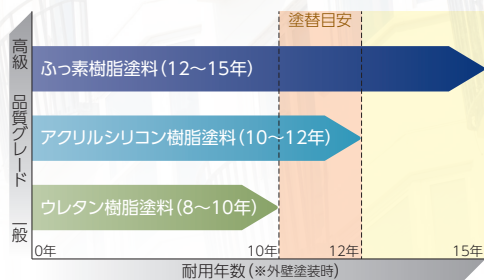 塗替目安
高級
品質グレード
一般
ふっ素樹脂塗料(12〜15年)
アクリルシリコン樹脂塗料(10〜12年)
ウレタン樹脂塗料(8〜10年)
0年 10年 12年 15年
耐用年数(※外壁塗装時)